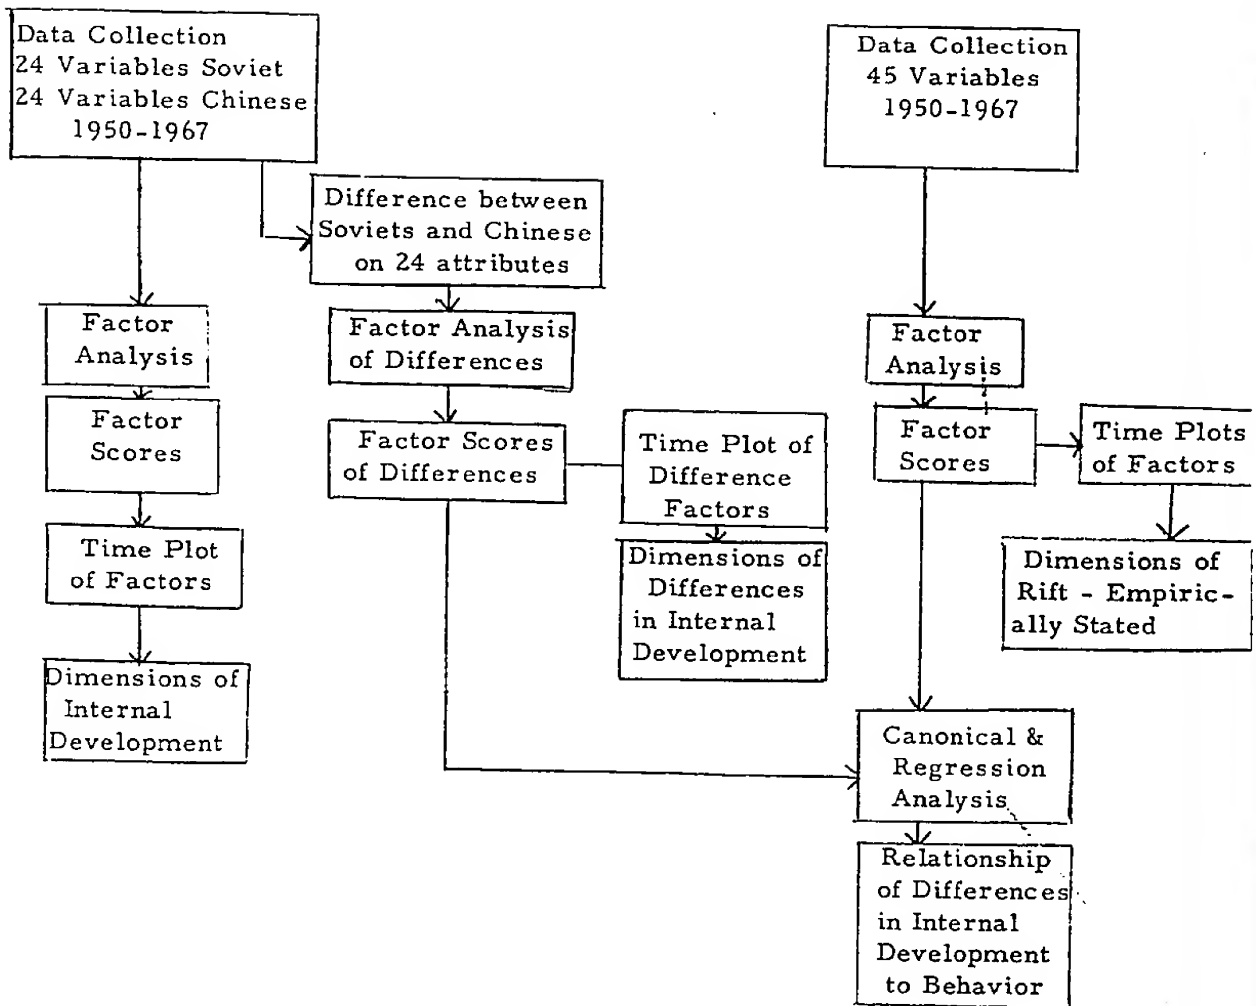 Data Collection
24 Variables Soviet
24 Variables Chinese
1950-1967
Difference between
Soviets and Chinese
on 24 attributes
Factor
Analysis
Factor
Scores
Time Plot
of Factors
Dimensions of
Internal
Development
Factor Analysis
of Differences
Factor Scores
of Differences
Time Plot of
Difference
Factors
Dimensions of
Differences
in Internal
Development
Data Collection
45 Variables
1950-1967
Factor
Analysis
Factor
Scores
Time Plots
of Factors
Dimensions of
Rift - Empiric-
ally Stated
Canonical &
Regression
Analysis
Relationship
of Differences
in Internal
Development
to Behavior